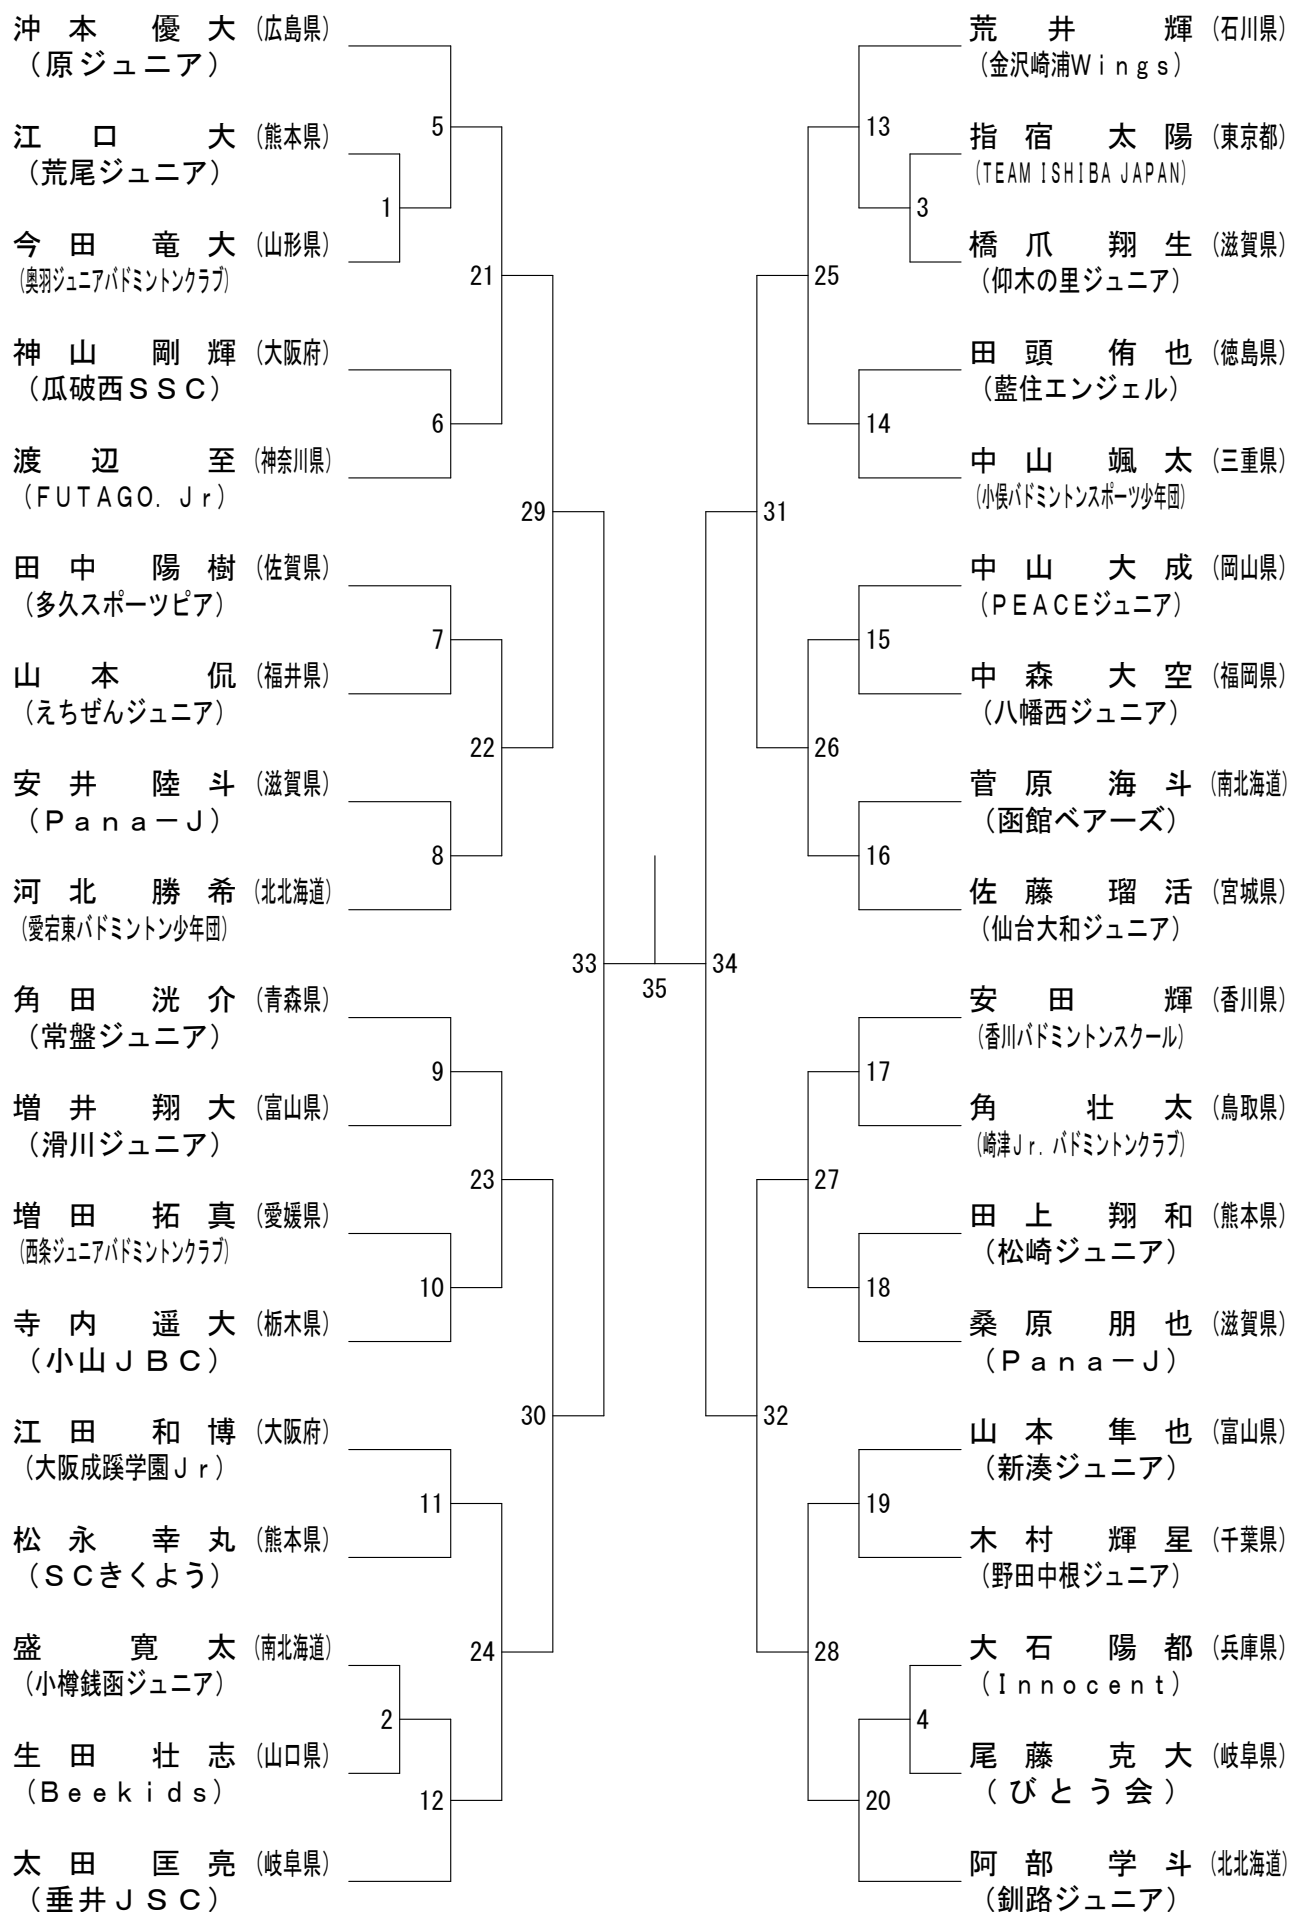 沖本 優大 (広島県)
(原ジュニア)
5
江口 大 (熊本県)
(荒尾ジュニア)
1
今田 竜大 (山形県)
(奥羽ジュニアバドミントンクラブ)
21
神山 剛輝 (大阪府)
(瓜破西SSC)
6
渡辺 至 (神奈川県)
(FUTAGO. Jr)
29
田中 陽樹 (佐賀県)
(多久スポーツピア)
7
山本 侃 (福井県)
(えちぜんジュニア)
22
安井 陸斗 (滋賀県)
(Pana-J)
8
河北 勝希 (北北海道)
(愛宕東バドミントン少年団)
33
角田 洸介 (青森県)
(常盤ジュニア)
9
増井 翔大 (富山県)
(滑川ジュニア)
23
増田 拓真 (愛媛県)
(西条ジュニアバドミントンクラブ)
10
寺内 遥大 (栃木県)
(小山JBC)
30
江田 和博 (大阪府)
(大阪成蹊学園Jr)
11
松永 幸丸 (熊本県)
(SCきくよう)
24
盛 寛太 (南北海道)
(小樽銭函ジュニア)
2
生田 壮志 (山口県)
(Beekids)
12
太田 匡亮 (岐阜県)
(垂井JSC)
35
荒井 輝 (石川県)
(金沢崎浦Wings)
13
指宿 太陽 (東京都)
(TEAM ISHIBA JAPAN)
3
橋爪 翔生 (滋賀県)
(仰木の里ジュニア)
25
田頭 侑也 (徳島県)
(藍住エンジェル)
14
中山 颯太 (三重県)
(小俣バドミントンスポーツ少年団)
31
中山 大成 (岡山県)
(PEACEジュニア)
15
中森 大空 (福岡県)
(八幡西ジュニア)
26
菅原 海斗 (南北海道)
(函館ベアーズ)
16
佐藤 瑠活 (宮城県)
(仙台大和ジュニア)
34
安田 輝 (香川県)
(香川バドミントンスクール)
17
角 壮太 (鳥取県)
(崎津Jr. バドミントンクラブ)
27
田上 翔和 (熊本県)
(松崎ジュニア)
18
桑原 朋也 (滋賀県)
(Pana-J)
32
山本 隼也 (富山県)
(新湊ジュニア)
19
木村 輝星 (千葉県)
(野田中根ジュニア)
28
大石 陽都 (兵庫県)
(Innocent)
4
尾藤 克大 (岐阜県)
(びとう会)
20
阿部 学斗 (北北海道)
(釧路ジュニア)